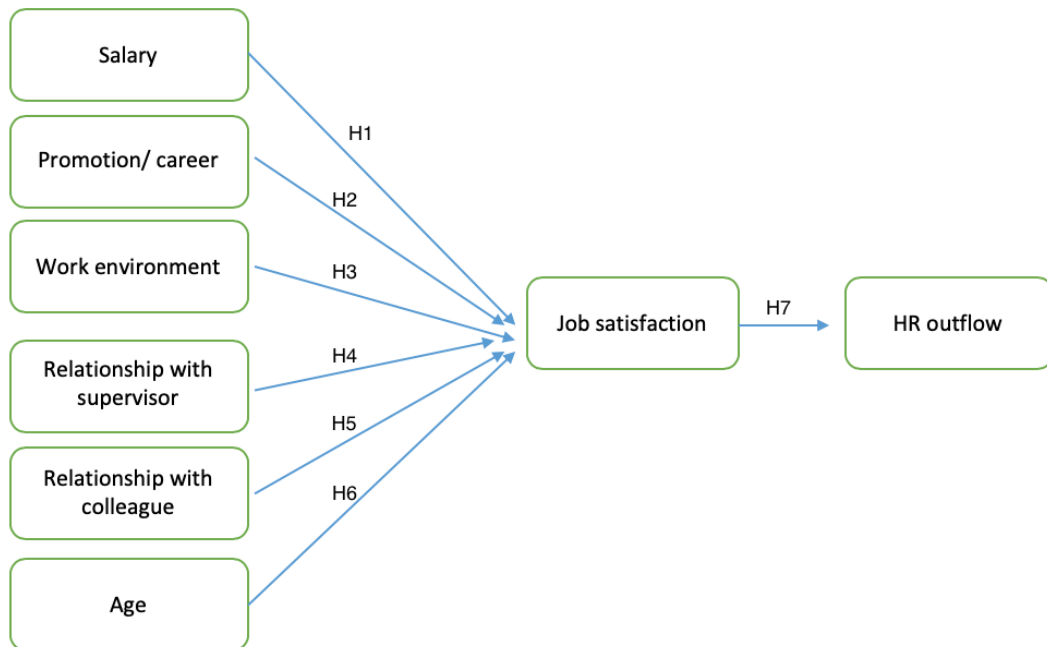 Salary
H1
Promotion/ career
H2
Work environment
H3
Job satisfaction
H7
HR outflow
Relationship with
supervisor
H4
Relationship with
colleague
H5
H6
Age